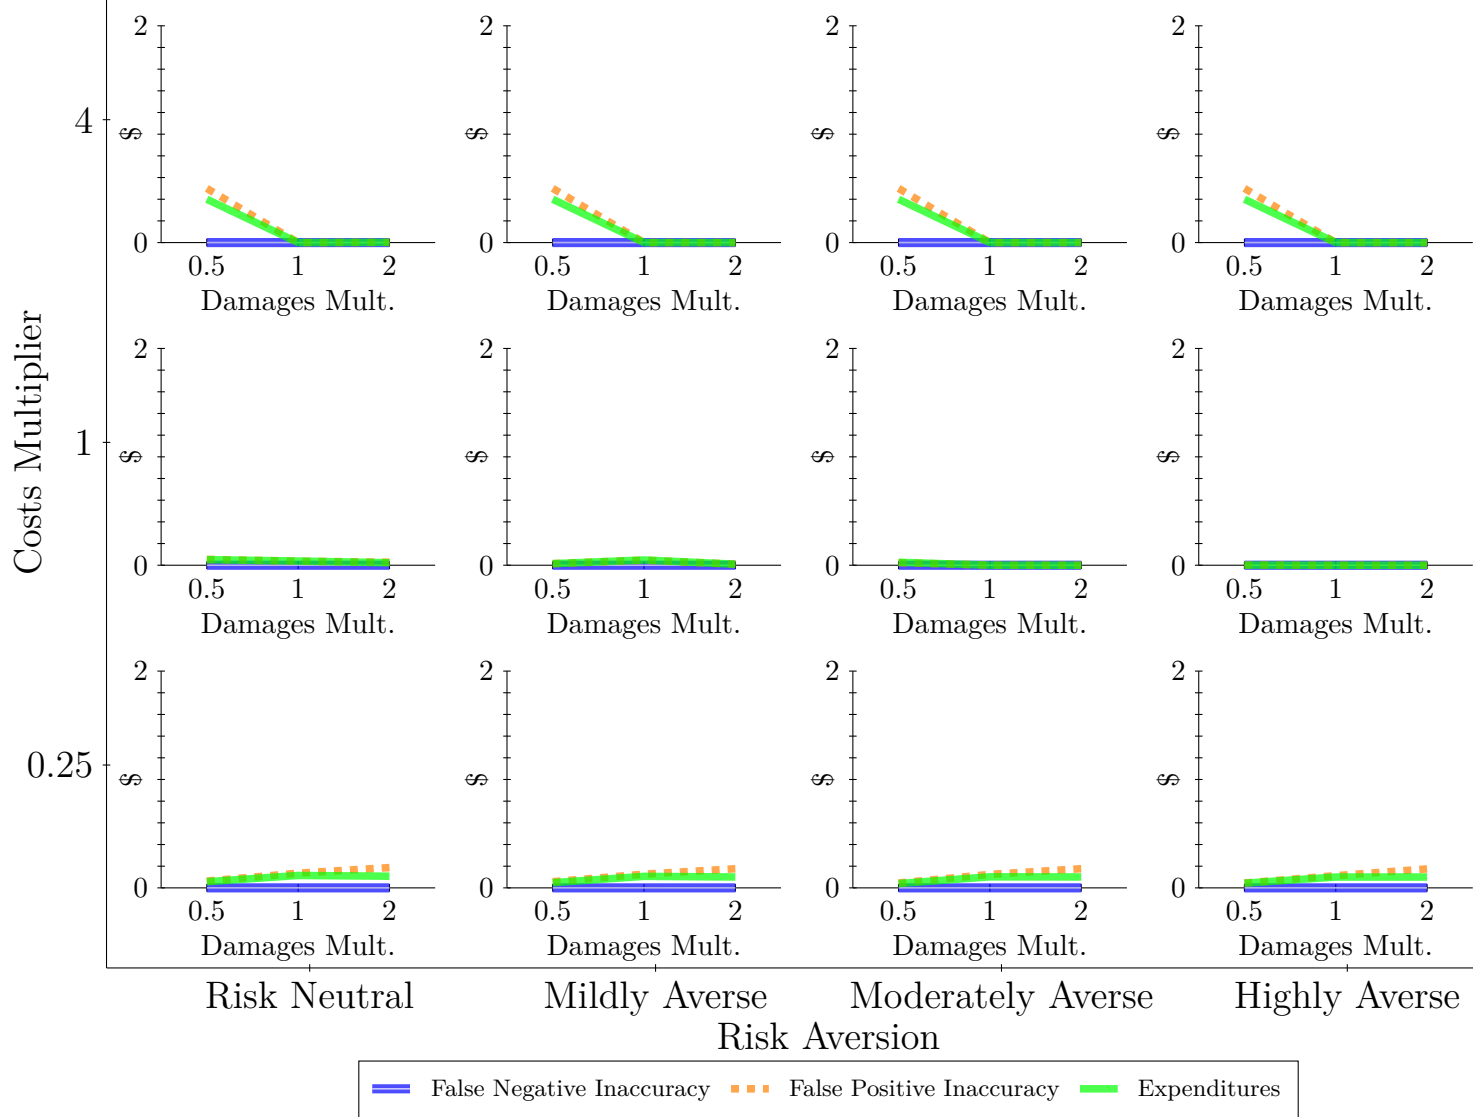 Costs Multiplier
4
2
$
0
0.5 1 2
Damages Mult.
2
$
0
0.5 1 2
Damages Mult.
2
$
0
0.5 1 2
Damages Mult.
2
$
0
0.5 1 2
Damages Mult.
1
2
$
0
0.5 1 2
Damages Mult.
2
$
0
0.5 1 2
Damages Mult.
2
$
0
0.5 1 2
Damages Mult.
2
$
0
0.5 1 2
Damages Mult.
0.25
2
$
0
0.5 1 2
Damages Mult.
2
$
0
0.5 1 2
Damages Mult.
2
$
0
0.5 1 2
Damages Mult.
2
$
0
0.5 1 2
Damages Mult.
Risk Neutral
Mildly Averse
Moderately Averse
Highly Averse
Risk Aversion
False Negative Inaccuracy
False Positive Inaccuracy
Expenditures